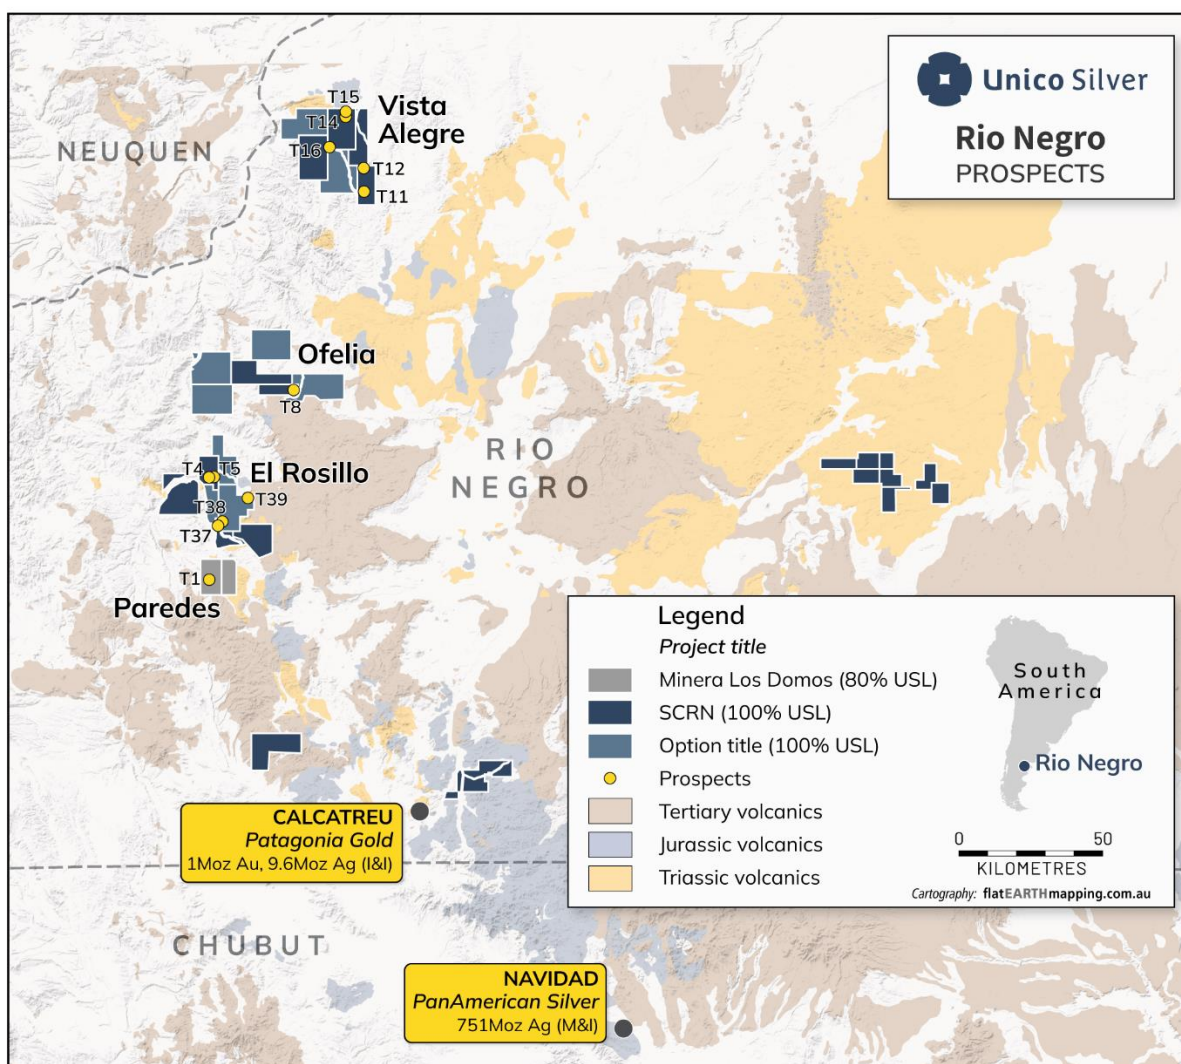 Unico Silver
Rio Negro
PROSPECTS
NEUQUEN
T15
Vista
Alegre
T14
T16
T12
T11
Ofelia
T8
RIO
NEGRO
T4
T5
El Rosillo
T39
T38
T37
T1
Paredes
Legend
Project title
Minera Los Domos (80% USL)
SCRN (100% USL)
Option title (100% USL)
Prospects
Tertiary volcanics
Jurassic volcanics
Triassic volcanics
South
America
Rio Negro
0 50
KILOMETRES
Cartography: flatEARTHmapping.com.au
CALCATREU
Patagonia Gold
1Moz Au, 9.6Moz Ag (I&I)
CHUBUT
NAVIDAD
PanAmerican Silver
751Moz Ag (M&I)